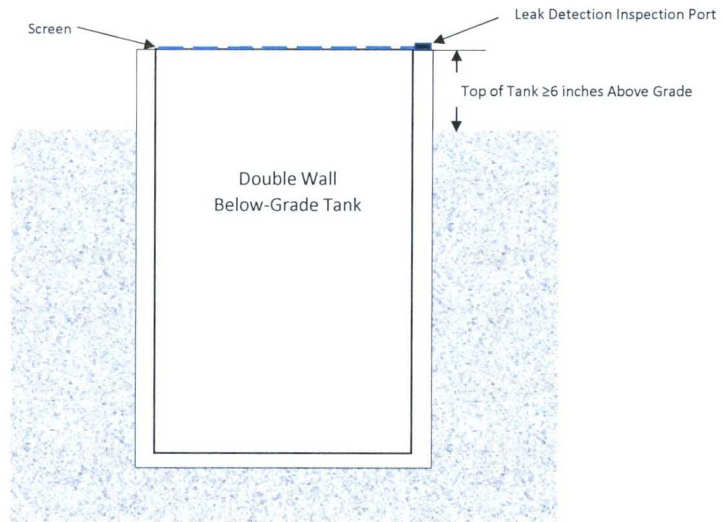 Leak Detection Inspection Port
Screen
Top of Tank ≥6 inches Above Grade
Double Wall
Below-Grade Tank